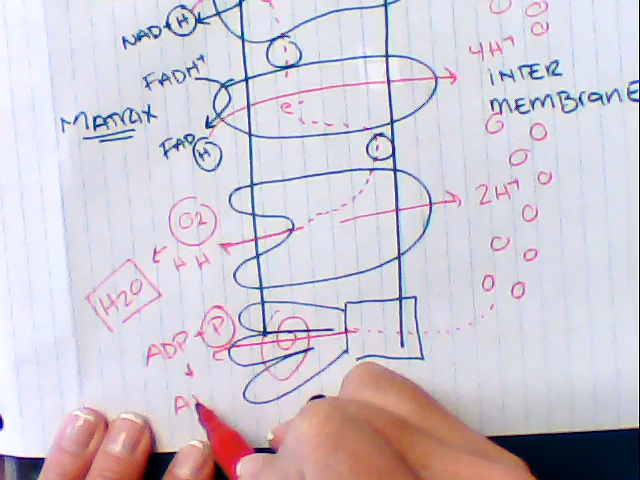 NAD H
FADH+
MATRIX
FAD H
4H+
INTER
MEMBRANE
e-
2H+
O2
H H
H2O
ADP P
A